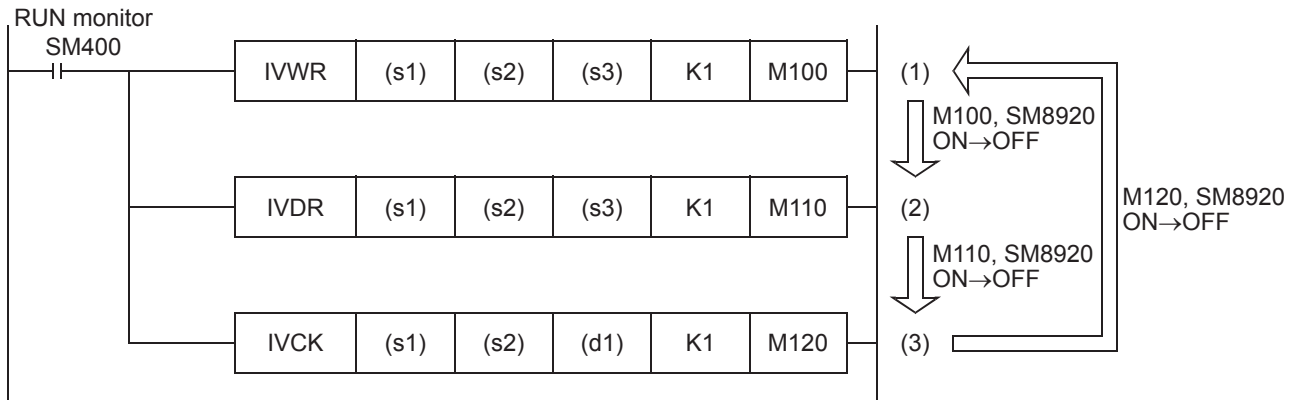 RUN monitor
SM400
IVWR (s1) (s2) (s3) K1 M100 (1)
M100, SM8920
ON→OFF
IVDR (s1) (s2) (s3) K1 M110 (2)
M120, SM8920
ON→OFF
M110, SM8920
ON→OFF
IVCK (s1) (s2) (d1) K1 M120 (3)